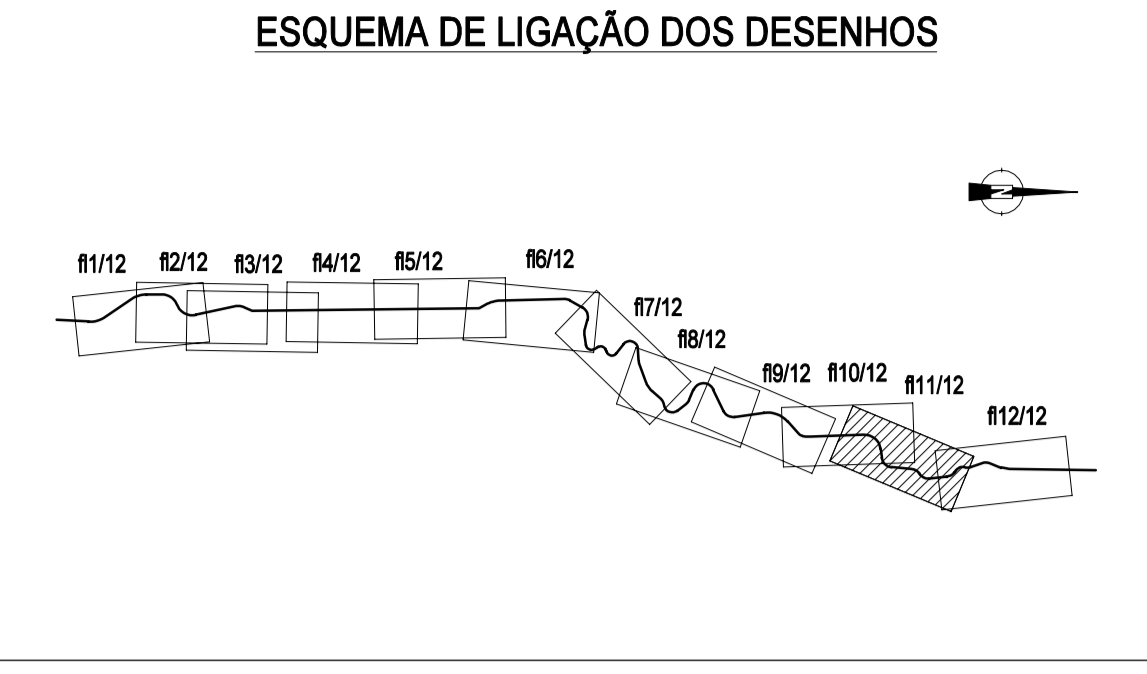 ESQUEMA DE LIGAÇÃO DOS DESENHOS
N
fl1/12 fl2/12 fl3/12 fl4/12 fl5/12 fl6/12
fl7/12
fl8/12
fl9/12 fl10/12 fl11/12
fl12/12